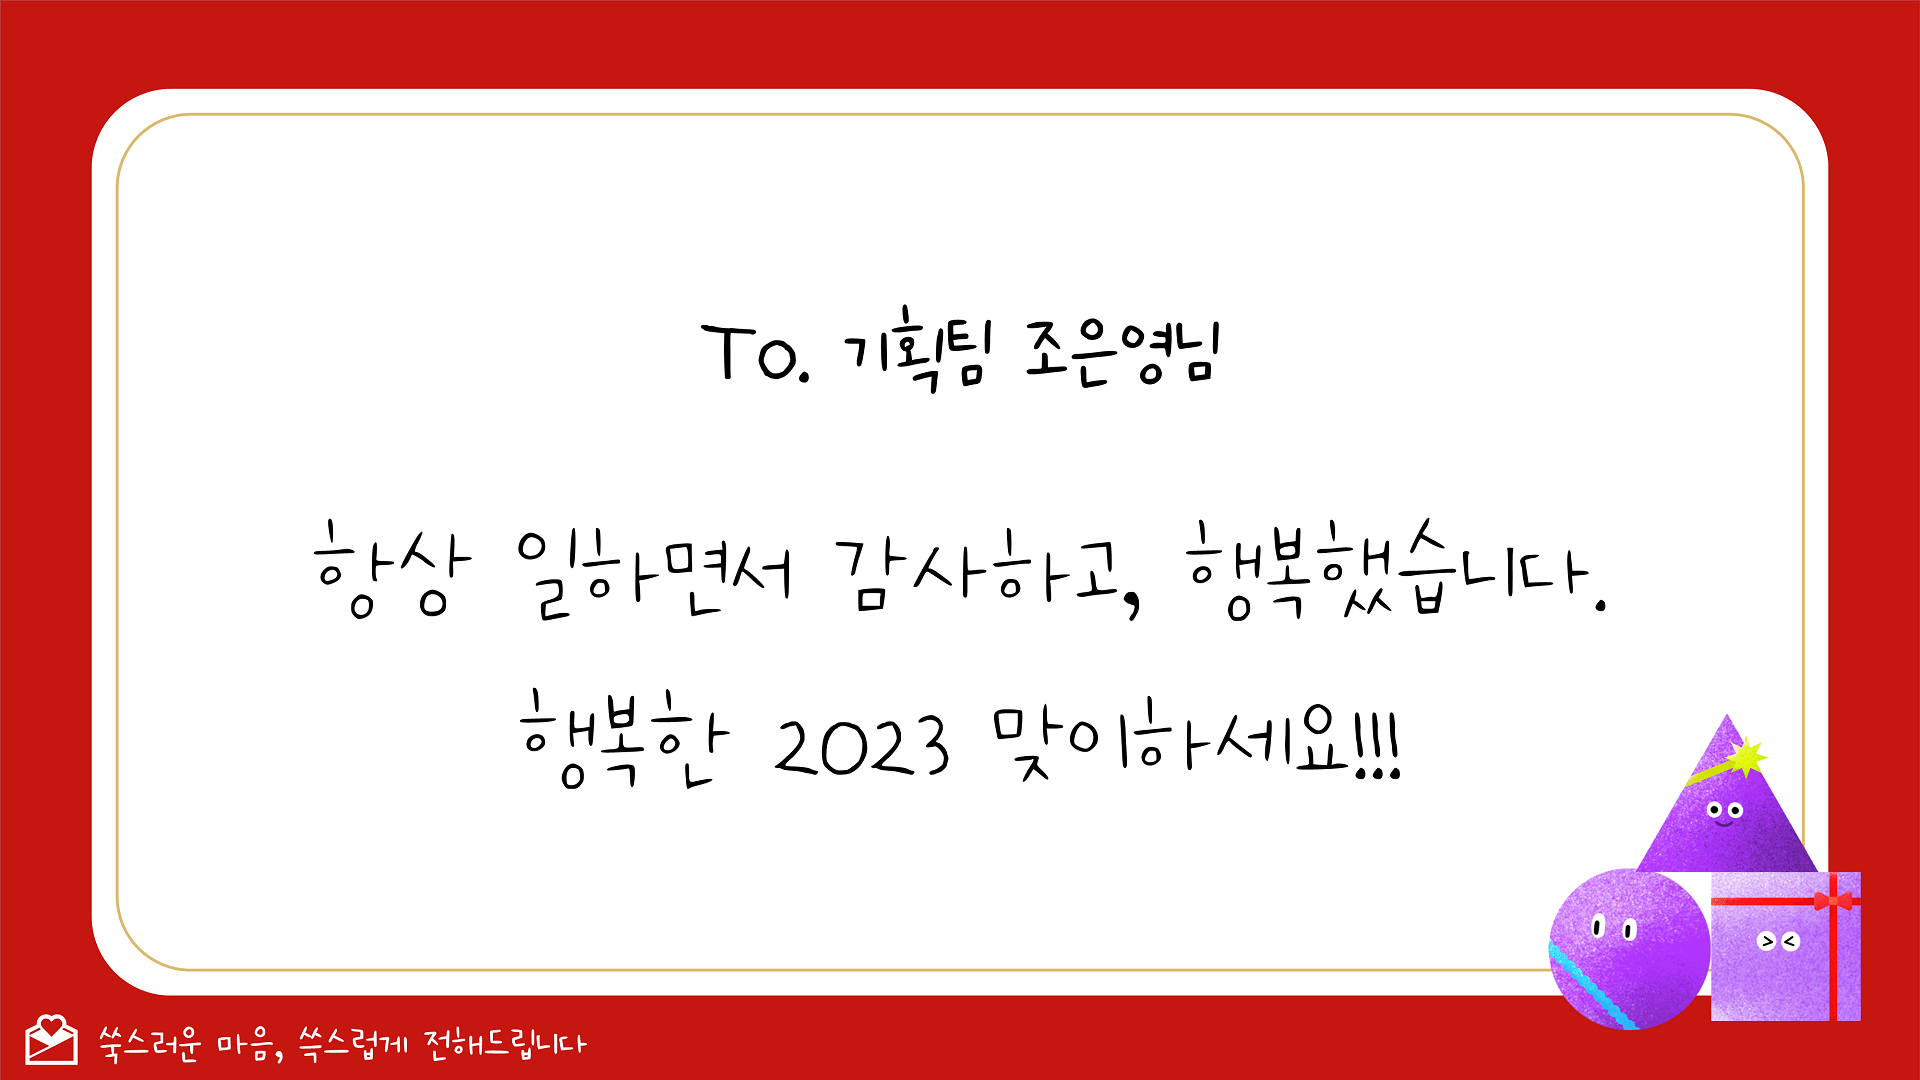 To. 기획팀 조은영님
항상 일하면서 감사하고, 행복했습니다.
행복한 2023 맞이하세요!!!
쑥스러운 마음, 쓱스럽게 전해드립니다